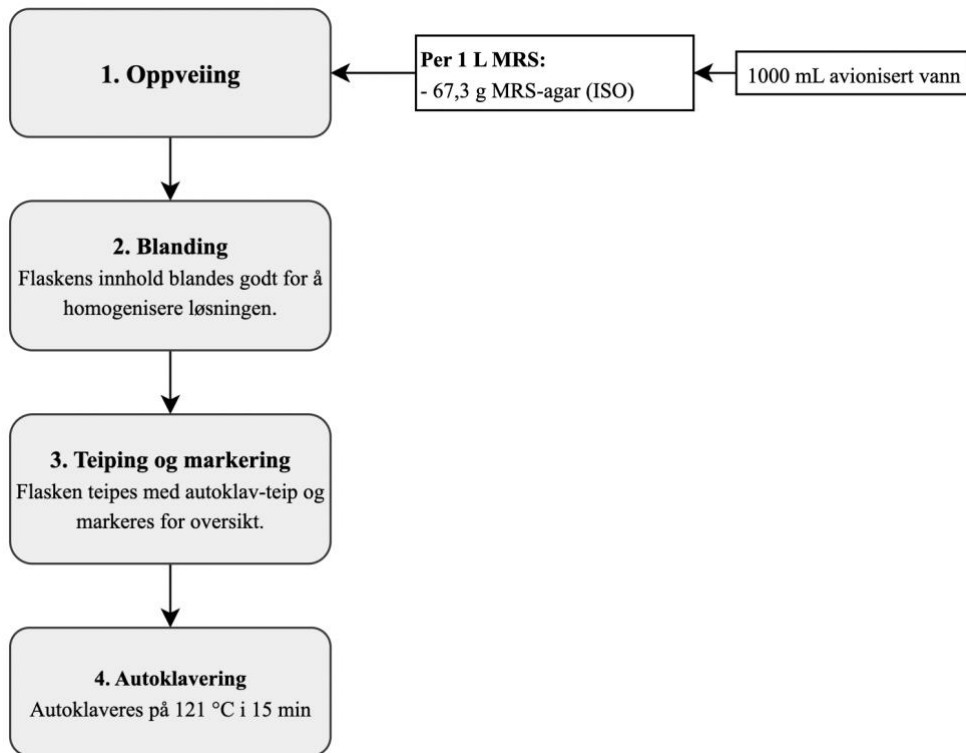 1. Oppveiing
Per 1 L MRS:
- 67,3 g MRS-agar (ISO)
1000 mL avionisert vann
2. Blanding
Flaskens innhold blandes godt for å
homogenisere løsningen.
3. Teiping og markering
Flasken teipes med autoklav-teip og
markeres for oversikt.
4. Autoklavering
Autoklaveres på 121 °C i 15 min